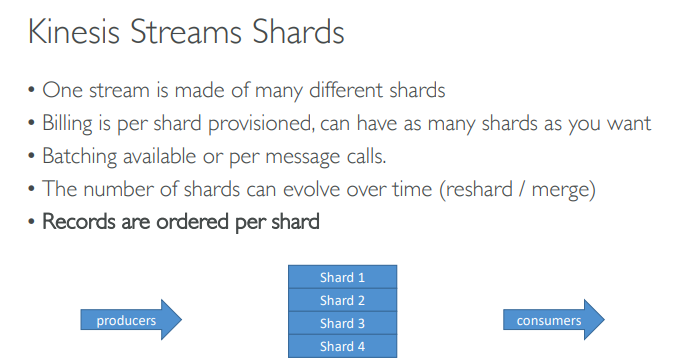 Kinesis Streams Shards
• One stream is made of many different shards
• Billing is per shard provisioned, can have as many shards as you want
• Batching available or per message calls.
• The number of shards can evolve over time (reshard / merge)
• Records are ordered per shard
Shard 1
Shard 2
producers
Shard 3
consumers
Shard 4